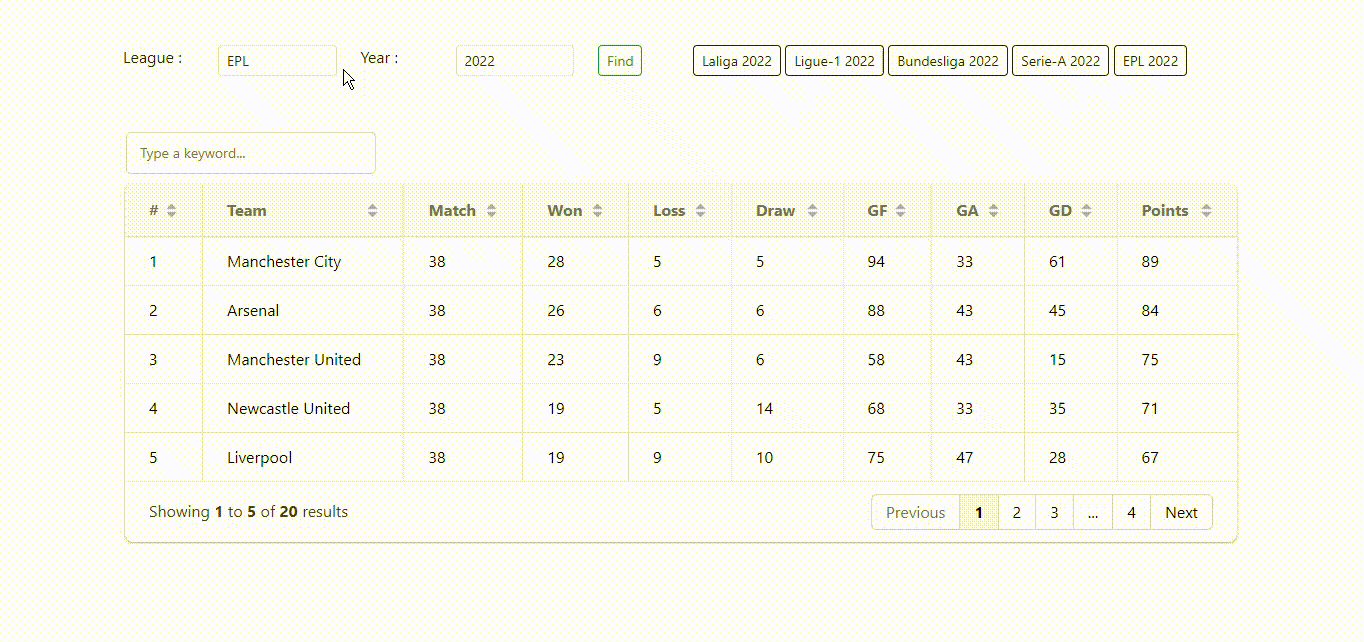 League : EPL Year : 2022 Find Laliga 2022 Ligue-1 2022 Bundesliga 2022 Serie-A 2022 EPL 2022
Type a keyword...
# Team Match Won Loss Draw GF GA GD Points
1 Manchester City 38 28 5 5 94 33 61 89
2 Arsenal 38 26 6 6 88 43 45 84
3 Manchester United 38 23 9 6 58 43 15 75
4 Newcastle United 38 19 5 14 68 33 35 71
5 Liverpool 38 19 9 10 75 47 28 67
Showing 1 to 5 of 20 results Previous 1 2 3 ... 4 Next